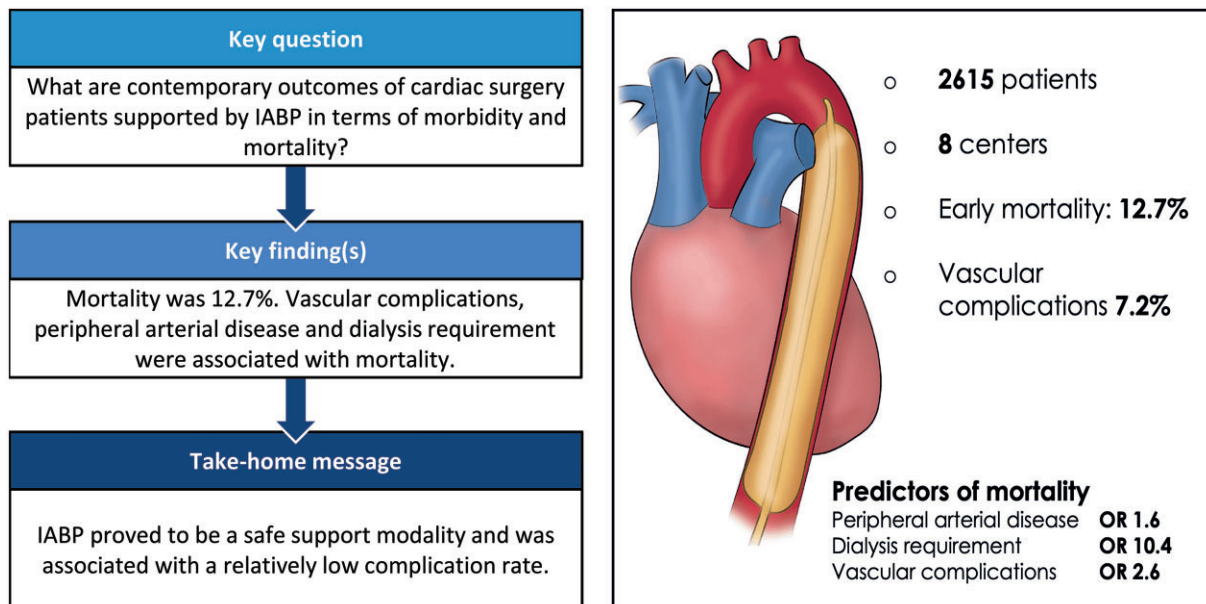 Key question
What are contemporary outcomes of cardiac surgery
patients supported by IABP in terms of morbidity and
mortality?
Key finding(s)
Mortality was 12.7%. Vascular complications,
peripheral arterial disease and dialysis requirement
were associated with mortality.
Take-home message
IABP proved to be a safe support modality and was
associated with a relatively low complication rate.
2615 patients
8 centers
Early mortality: 12.7%
Vascular
complications 7.2%
Predictors of mortality
Peripheral arterial disease OR 1.6
Dialysis requirement OR 10.4
Vascular complications OR 2.6